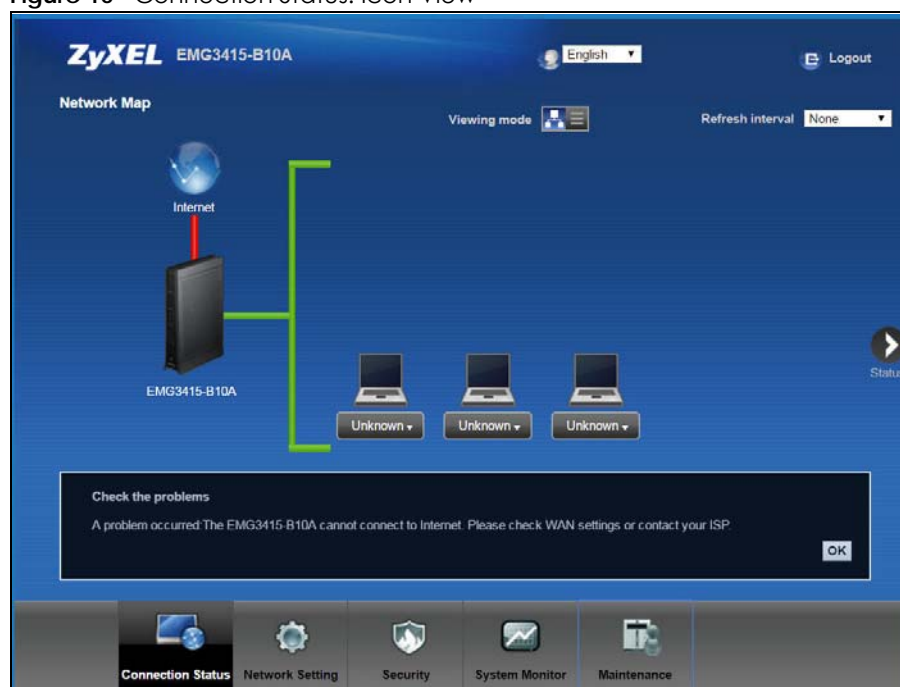 Figure 10 Connection Status: Icon View
ZyXEL EMG3415-B10A
English
Logout
Network Map
Viewing mode
Refresh interval None
Internet
EMG3415-B10A
Status
Unknown Unknown Unknown
Check the problems
A problem occurred:The EMG3415-B10A cannot connect to Internet. Please check WAN settings or contact your ISP.
OK
Connection Status Network Setting Security System Monitor Maintenance